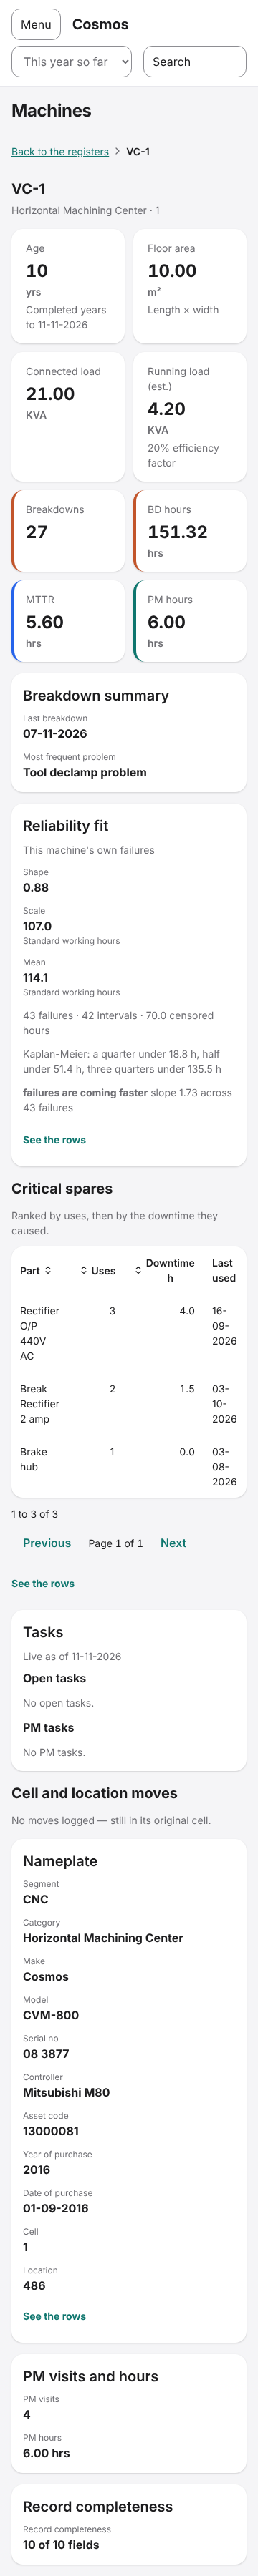 Menu
Cosmos
This year so far
Search
Machines
Back to the registers > VC-1
VC-1
Horizontal Machining Center · 1
Age
10
yrs
Completed years
to 11-11-2026
Floor area
10.00
m²
Length × width
Connected load
21.00
KVA
Running load
(est.)
4.20
KVA
20% efficiency
factor
Breakdowns
27
BD hours
151.32
hrs
MTTR
5.60
hrs
PM hours
6.00
hrs
Breakdown summary
Last breakdown
07-11-2026
Most frequent problem
Tool declamp problem
Reliability fit
This machine's own failures
Shape
0.88
Scale
107.0
Standard working hours
Mean
114.1
Standard working hours
43 failures · 42 intervals · 70.0 censored
hours
Kaplan-Meier: a quarter under 18.8 h, half
under 51.4 h, three quarters under 135.5 h
failures are coming faster slope 1.73 across
43 failures
See the rows
Critical spares
Ranked by uses, then by the downtime they
caused.
Part
Uses
Downtime
h
Last
used
Rectifier
O/P
440V
AC
3
4.0
16-
09-
2026
Break
Rectifier
2 amp
2
1.5
03-
10-
2026
Brake
hub
1
0.0
03-
08-
2026
1 to 3 of 3
Previous
Page 1 of 1
Next
See the rows
Tasks
Live as of 11-11-2026
Open tasks
No open tasks.
PM tasks
No PM tasks.
Cell and location moves
No moves logged — still in its original cell.
Nameplate
Segment
CNC
Category
Horizontal Machining Center
Make
Cosmos
Model
CVM-800
Serial no
08 3877
Controller
Mitsubishi M80
Asset code
13000081
Year of purchase
2016
Date of purchase
01-09-2016
Cell
1
Location
486
See the rows
PM visits and hours
PM visits
4
PM hours
6.00 hrs
Record completeness
Record completeness
10 of 10 fields